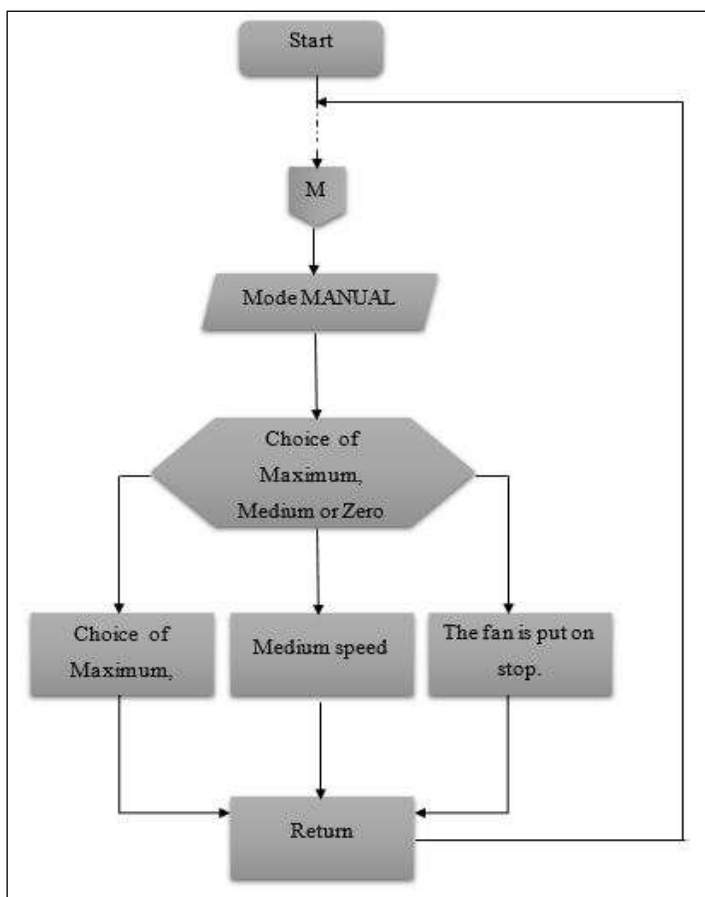 Start
M
Mode MANUAL
Choice of
Maximum,
Medium or Zero
Choice of
Maximum,
Medium speed
The fan is put on
stop.
Return